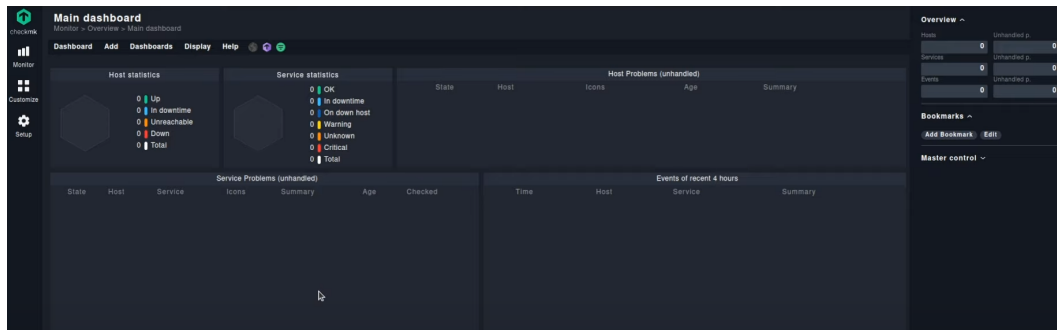 checkmk
Monitor
Customize
Setup
Main dashboard
Monitor > Overview > Main dashboard
Dashboard Add Dashboards Display Help
Host statistics
0 Up
0 In downtime
0 Unreachable
0 Down
0 Total
Service statistics
0 OK
0 In downtime
0 On down host
0 Warning
0 Unknown
0 Critical
0 Total
Host Problems (unhandled)
State Host Icons Age Summary
Service Problems (unhandled)
State Host Service Icons Summary Age Checked
Events of recent 4 hours
Time Host Service Summary
Overview
Hosts Unhandled p.
0 0
Services Unhandled p.
0 0
Events Unhandled p.
0 0
Bookmarks
Add Bookmark Edit
Master control